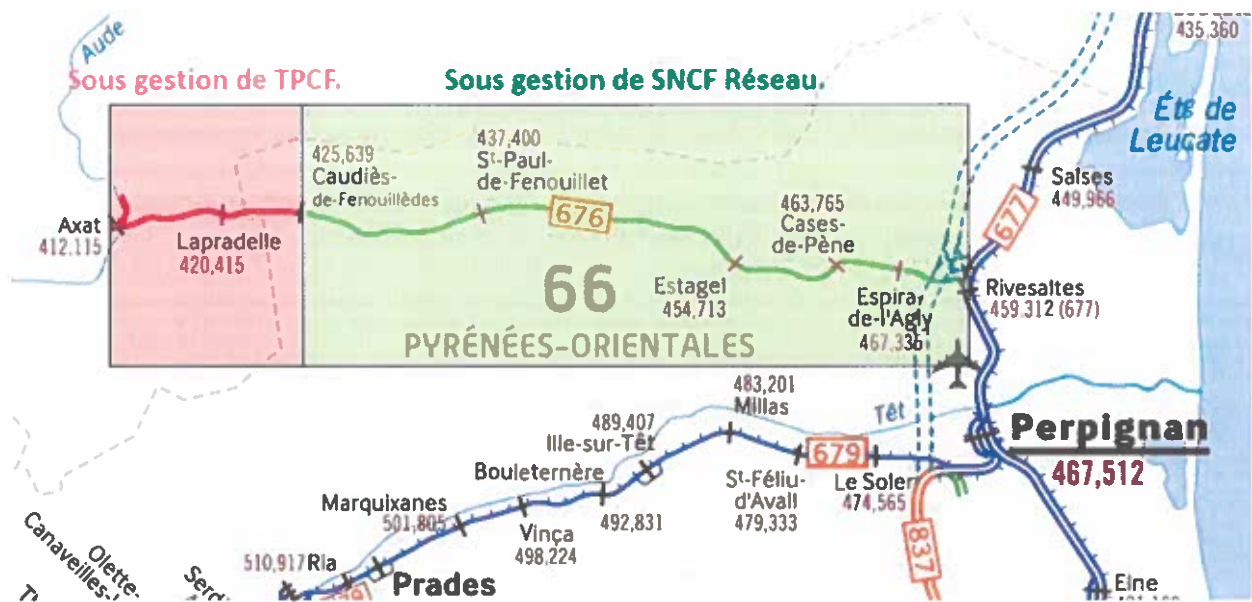 435,360
Aude
Sous gestion de TPCF.
Sous gestion de SNCF Réseau.
Étg de
Leucate
437,400
St-Paul-
de-Fenouillet
425,639
Caudiès-
de-Fenouillèdes
676
463,765
Cases-
de-Pène
677
Salses
449,966
Axat
412,115
Lapradelle
420,415
66
PYRÉNÉES-ORIENTALES
Estagel
454,713
Espira-
de-l'Agly
467,336
Rivesaltes
459,312 (677)
483,201
Millas
Têt
489,407
Ille-sur-Têt
Perpignan
467,512
Bouleternère
679
St-Féliu-
d'Avall
479,333
Le Soler
474,565
Marquixanes
501,805
492,831
Vinça
498,224
837
510,917 Ria
Prades
Olette-
Canaveilles-
Elne